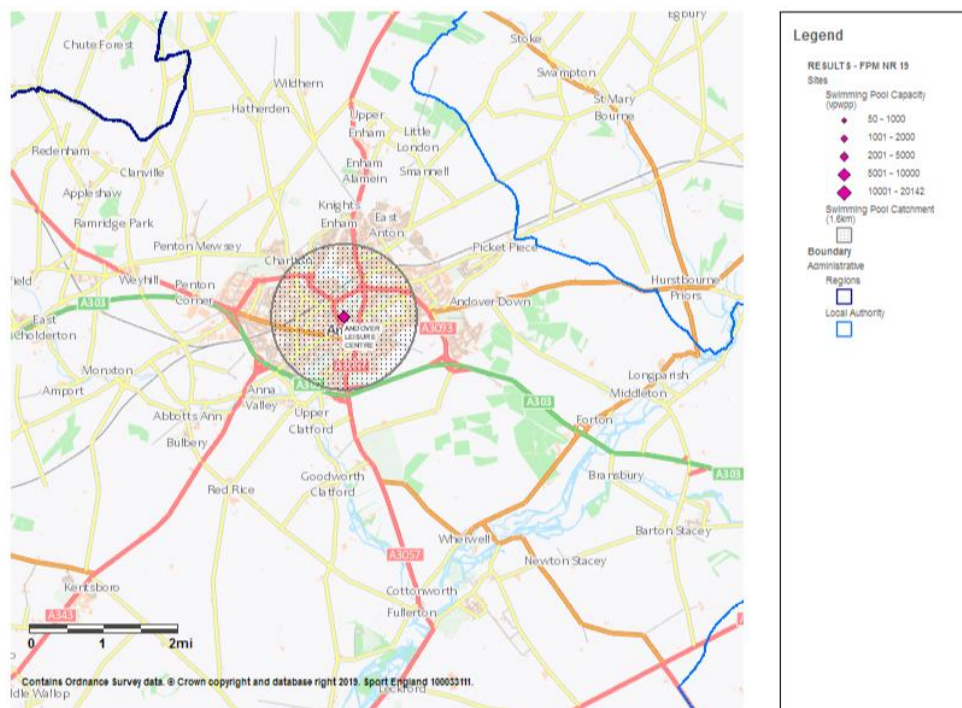 Egbury
Chute Forest
Stoke
Wildhern
Swampton
Hatherden
St Mary
Bourne
Upper
Enham
Little
London
Redenham
Clanville
Enham
Alamein
Smannell
Appleshaw
Knights
Enham
East
Anton
Ramridge Park
Penton Mewsey
Picket Piece
Charlton
Weyhill
Penton
Corner
Hurstbourne
Priors
A303
Andover Down
East
Cholderton
A3093
ANDOVER
LEISURE
CENTRE
Monxton
Longparish
Amport
Anna
Valley
Middleton
A303
Abbotts Ann
Upper
Clatford
Forton
Bulbery
A303
Goodworth
Clatford
Bransbury
Red Rice
Barton Stacey
Wherwell
A3057
Newton Stacey
Kentsboro
Cottonworth
Fullerton
A343
0 1 2mi
Contains Ordnance Survey data. © Crown copyright and database right 2019. Sport England 100033111.
Leckford
Wallop
Legend
RESULTS - FPM NR 19
Sites
Swimming Pool Capacity
(vpwpp)
50 - 1000
1001 - 2000
2001 - 5000
5001 - 10000
10001 - 20142
Swimming Pool Catchment
(1.6km)
Boundary
Administrative
Regions
Local Authority